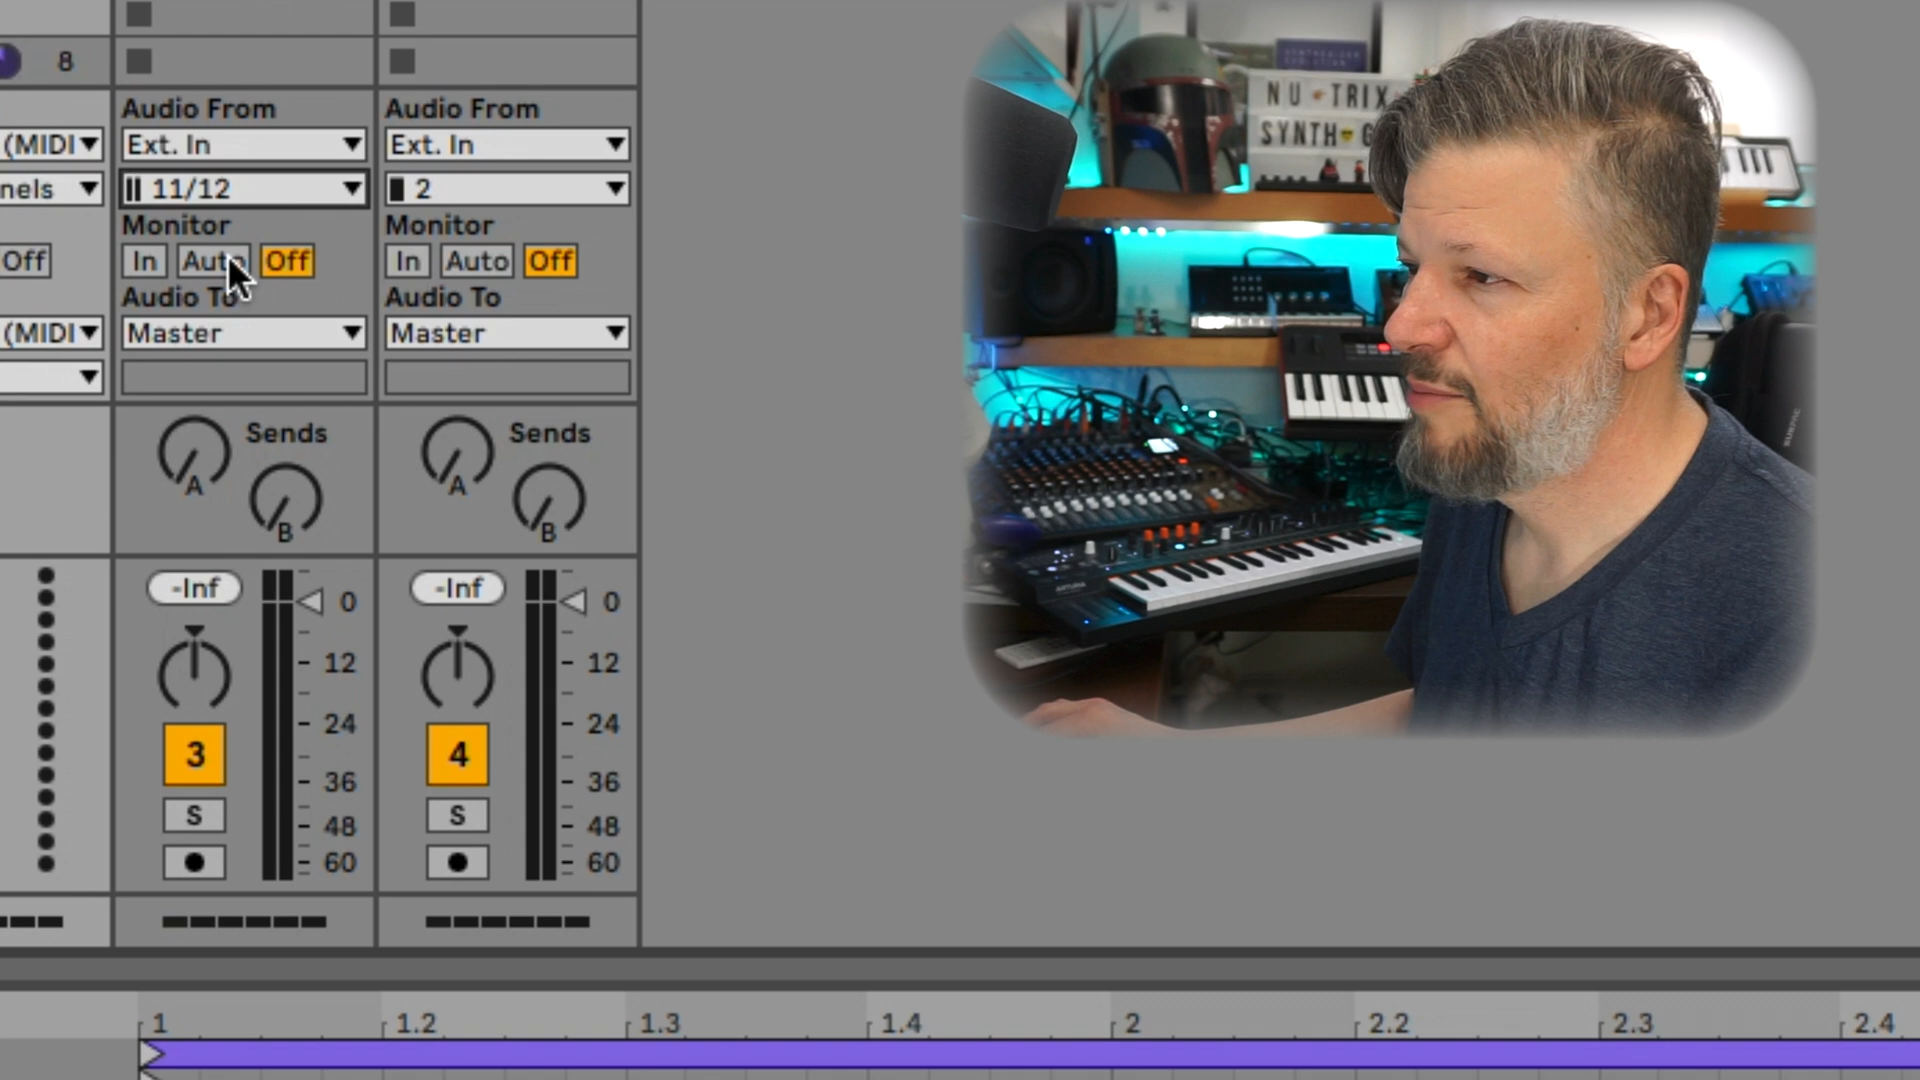 8
Audio From
Audio From
(MIDI
Ext. In
Ext. In
nels
11/12
2
Monitor
Monitor
Off
In
Auto
Off
In
Auto
Off
Audio To
Audio To
(MIDI
Master
Master
Sends
A
B
Sends
A
B
-Inf
0
12
24
36
48
60
3
S
-Inf
0
12
24
36
48
60
4
S
1
1.2
1.3
1.4
2
2.2
2.3
2.4
SYNTHESIZER
EVOLUTION
NU TRIX
SYNTH G
ARTURIA